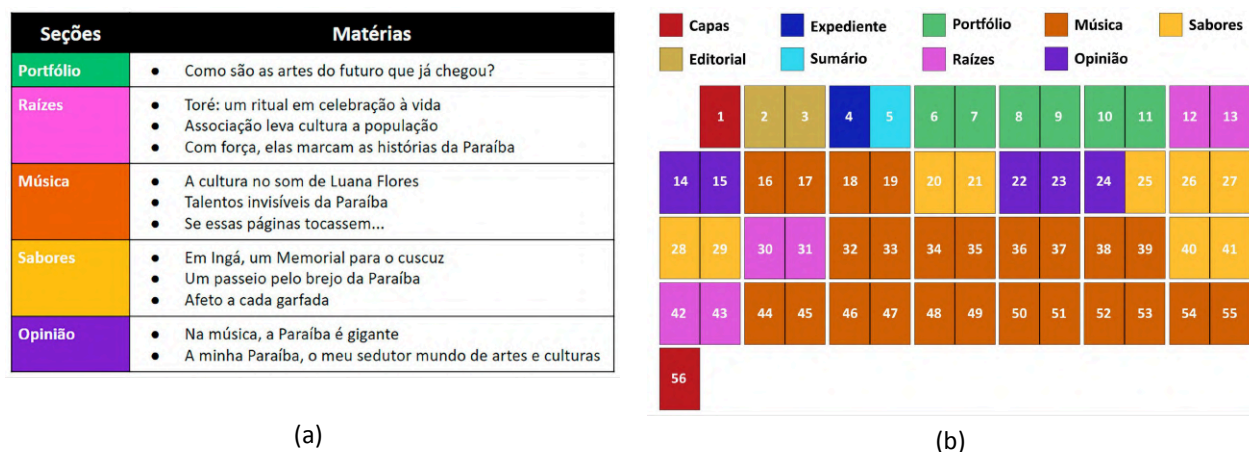 Seções Matérias
Portfólio ● Como são as artes do futuro que já chegou?
Raízes ● Toré: um ritual em celebração à vida
● Associação leva cultura a população
● Com força, elas marcam as histórias da Paraíba
Música ● A cultura no som de Luana Flores
● Talentos invisíveis da Paraíba
● Se essas páginas tocassem...
Sabores ● Em Ingá, um Memorial para o cuscuz
● Um passeio pelo brejo da Paraíba
● Afeto a cada garfada
Opinião ● Na música, a Paraíba é gigante
● A minha Paraíba, o meu sedutor mundo de artes e culturas
(a)
Capas Expediente Portfólio Música Sabores
Editorial Sumário Raízes Opinião
1 2 3 4 5 6 7 8 9 10 11 12 13
14 15 16 17 18 19 20 21 22 23 24 25 26 27
28 29 30 31 32 33 34 35 36 37 38 39 40 41
42 43 44 45 46 47 48 49 50 51 52 53 54 55
56
(b)